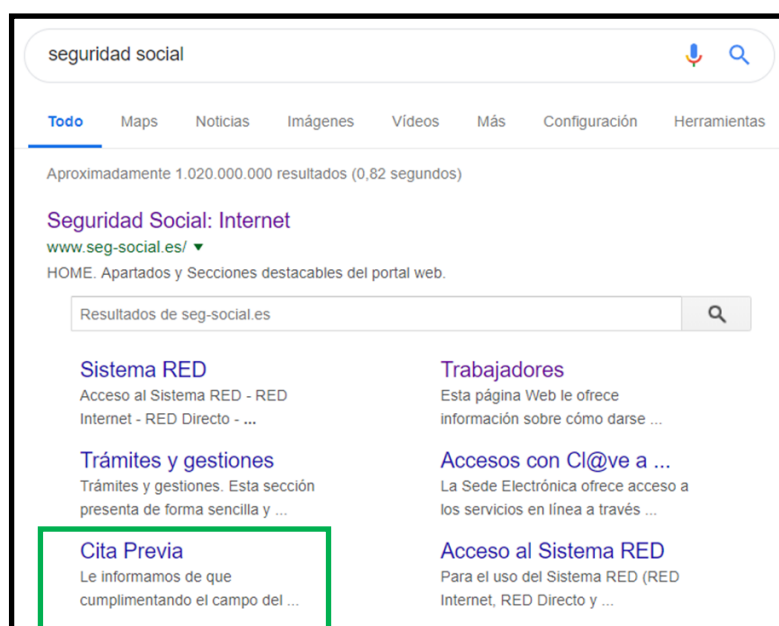 seguridad social
Todo Maps Noticias Imágenes Vídeos Más Configuración Herramientas
Aproximadamente 1.020.000.000 resultados (0,82 segundos)
Seguridad Social: Internet
www.seg-social.es/
HOME. Apartados y Secciones destacables del portal web.
Resultados de seg-social.es
Sistema RED
Acceso al Sistema RED - RED
Internet - RED Directo - ...
Trabajadores
Esta página Web le ofrece
información sobre cómo darse ...
Trámites y gestiones
Trámites y gestiones. Esta sección
presenta de forma sencilla y ...
Accesos con Cl@ve a ...
La Sede Electrónica ofrece acceso a
los servicios en línea a través ...
Cita Previa
Le informamos de que
cumplimentando el campo del ...
Acceso al Sistema RED
Para el uso del Sistema RED (RED
Internet, RED Directo y ...